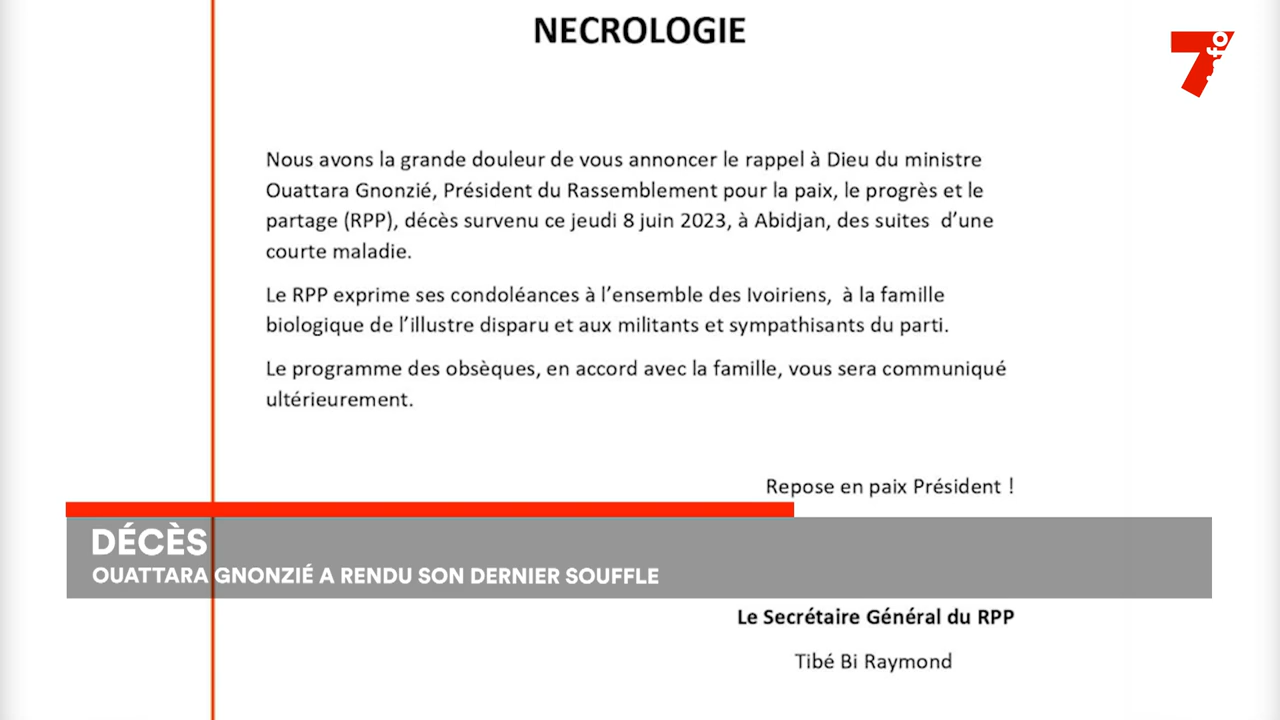 NECROLOGIE
7info
Nous avons la grande douleur de vous annoncer le rappel à Dieu du ministre
Ouattara Gnonzié, Président du Rassemblement pour la paix, le progrès et le
partage (RPP), décès survenu ce jeudi 8 juin 2023, à Abidjan, des suites d’une
courte maladie.
Le RPP exprime ses condoléances à l’ensemble des Ivoiriens, à la famille
biologique de l’illustre disparu et aux militants et sympathisants du parti.
Le programme des obsèques, en accord avec la famille, vous sera communiqué
ultérieurement.
Repose en paix Président !
DÉCÈS
OUATTARA GNONZIÉ A RENDU SON DERNIER SOUFFLE
Le Secrétaire Général du RPP
Tibé Bi Raymond